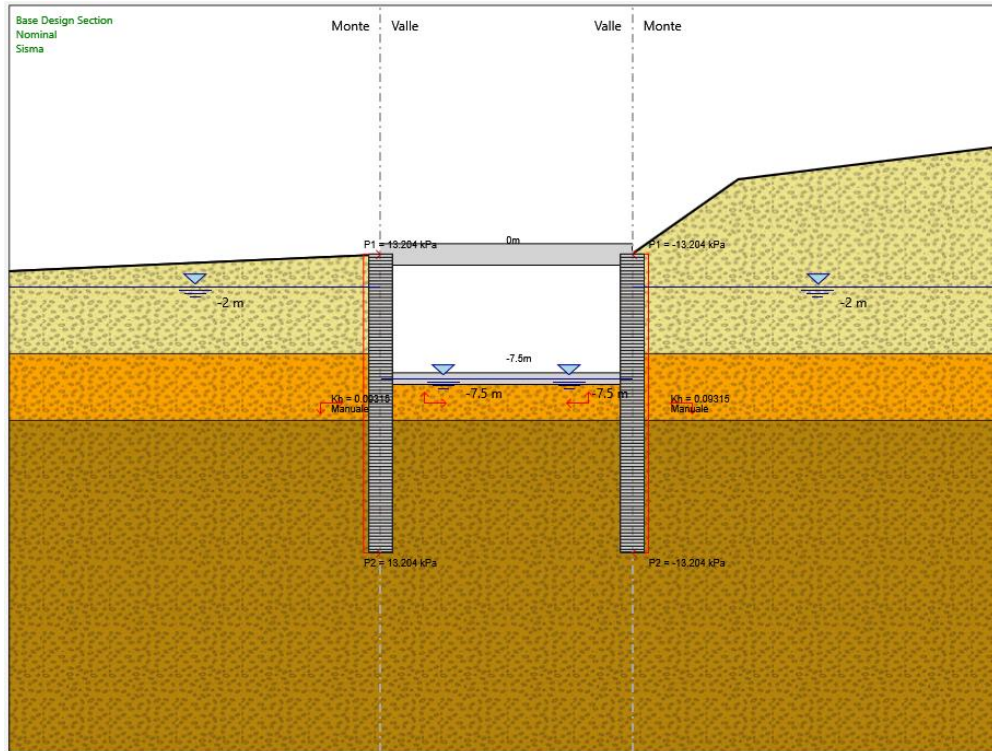 Base Design Section
Nominal
Sisma
Monte Valle
Valle Monte
P1 = 13.204 kPa
0m
P1 = -13.204 kPa
-2 m
-2 m
-7.5m
-7.5 m
-7.5 m
Kh = 0.09315
Manuale
Kh = 0.09315
Manuale
P2 = 13.204 kPa
P2 = -13.204 kPa